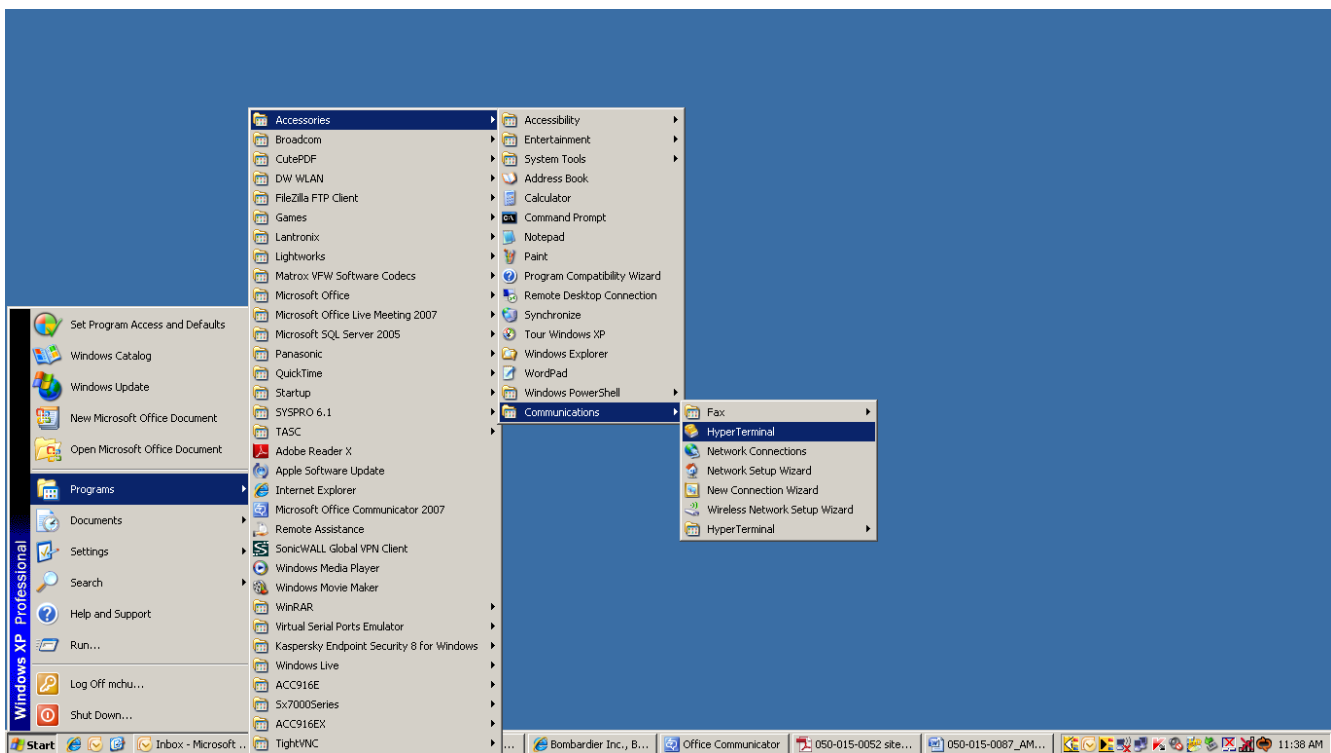 Accessories
Broadcom
CutePDF
DW WLAN
FileZilla FTP Client
Games
Lantronix
Lightworks
Matrox VFW Software Codecs
Microsoft Office
Microsoft Office Live Meeting 2007
Microsoft SQL Server 2005
Panasonic
QuickTime
Startup
SYSPRO 6.1
TASC
Adobe Reader X
Apple Software Update
Internet Explorer
Microsoft Office Communicator 2007
Remote Assistance
SonicWALL Global VPN Client
Windows Media Player
Windows Movie Maker
WinRAR
Virtual Serial Ports Emulator
Kaspersky Endpoint Security 8 for Windows
Windows Live
ACC916E
Sx7000Series
ACC916EX
TightVNC
Accessibility
Entertainment
System Tools
Address Book
Calculator
Command Prompt
Notepad
Paint
Program Compatibility Wizard
Remote Desktop Connection
Synchronize
Tour Windows XP
Windows Explorer
WordPad
Windows PowerShell
Communications
Fax
HyperTerminal
Network Connections
Network Setup Wizard
New Connection Wizard
Wireless Network Setup Wizard
HyperTerminal
Set Program Access and Defaults
Windows Catalog
Windows Update
New Microsoft Office Document
Open Microsoft Office Document
Programs
Documents
Settings
Search
Help and Support
Run...
Log Off mchu...
Shut Down...
Windows XP Professional
Start
Inbox - Microsoft ...
...
Bombardier Inc., B...
Office Communicator
050-015-0052 site...
050-015-0087_AM...
11:38 AM